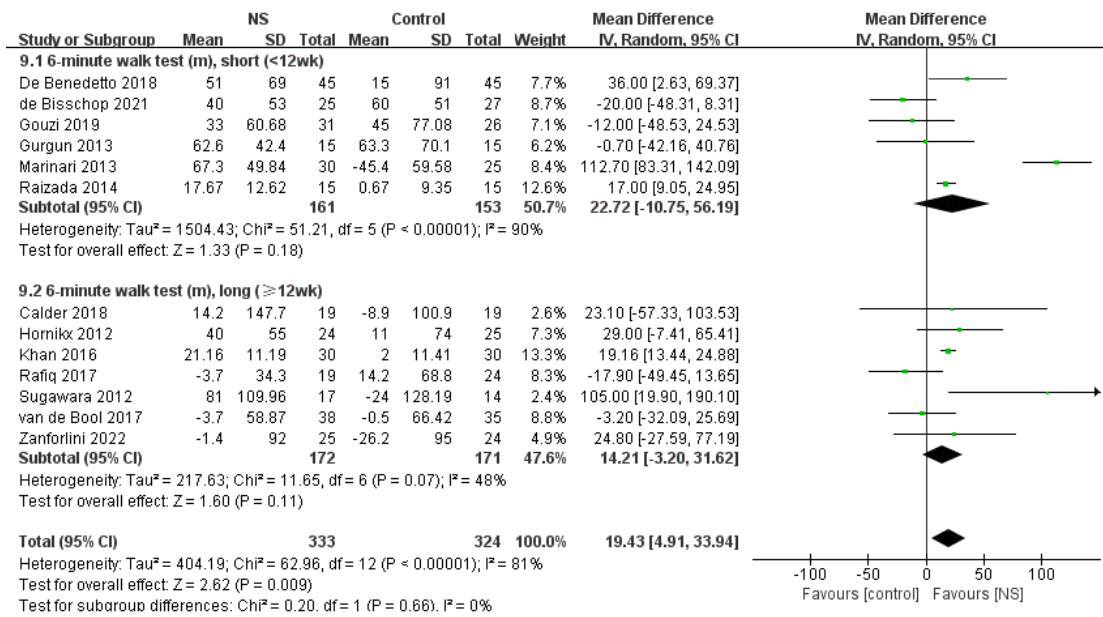 NS Control Mean Difference Mean Difference
Study or Subgroup Mean SD Total Mean SD Total Weight IV, Random, 95% CI IV, Random, 95% CI
9.1 6-minute walk test (m), short (<12wk)
De Benedetto 2018 51 69 45 15 91 45 7.7% 36.00 [2.63, 69.37]
de Bisschop 2021 40 53 25 60 51 27 8.7% -20.00 [-48.31, 8.31]
Gouzi 2019 33 60.68 31 45 77.08 26 7.1% -12.00 [-48.53, 24.53]
Gurgun 2013 62.6 42.4 15 63.3 70.1 15 6.2% -0.70 [-42.16, 40.76]
Marinari 2013 67.3 49.84 30 -45.4 59.58 25 8.4% 112.70 [83.31, 142.09]
Raizada 2014 17.67 12.62 15 0.67 9.35 15 12.6% 17.00 [9.05, 24.95]
Subtotal (95% CI) 161 153 50.7% 22.72 [-10.75, 56.19]
Heterogeneity: Tau² = 1504.43; Chi² = 51.21, df = 5 (P < 0.00001); I² = 90%
Test for overall effect: Z = 1.33 (P = 0.18)
9.2 6-minute walk test (m), long (≥12wk)
Calder 2018 14.2 147.7 19 -8.9 100.9 19 2.6% 23.10 [-57.33, 103.53]
Hornikx 2012 40 55 24 11 74 25 7.3% 29.00 [-7.41, 65.41]
Khan 2016 21.16 11.19 30 2 11.41 30 13.3% 19.16 [13.44, 24.88]
Rafiq 2017 -3.7 34.3 19 14.2 68.8 24 8.3% -17.90 [-49.45, 13.65]
Sugawara 2012 81 109.96 17 -24 128.19 14 2.4% 105.00 [19.90, 190.10]
van de Bool 2017 -3.7 58.87 38 -0.5 66.42 35 8.8% -3.20 [-32.09, 25.69]
Zanforlini 2022 -1.4 92 25 -26.2 95 24 4.9% 24.80 [-27.59, 77.19]
Subtotal (95% CI) 172 171 47.6% 14.21 [-3.20, 31.62]
Heterogeneity: Tau² = 217.63; Chi² = 11.65, df = 6 (P = 0.07); I² = 48%
Test for overall effect: Z = 1.60 (P = 0.11)
Total (95% CI) 333 324 100.0% 19.43 [4.91, 33.94]
Heterogeneity: Tau² = 404.19; Chi² = 62.96, df = 12 (P < 0.00001); I² = 81%
Test for overall effect: Z = 2.62 (P = 0.009)
Test for subgroup differences: Chi² = 0.20, df = 1 (P = 0.66), I² = 0%
-100 -50 0 50 100
Favours [control] Favours [NS]